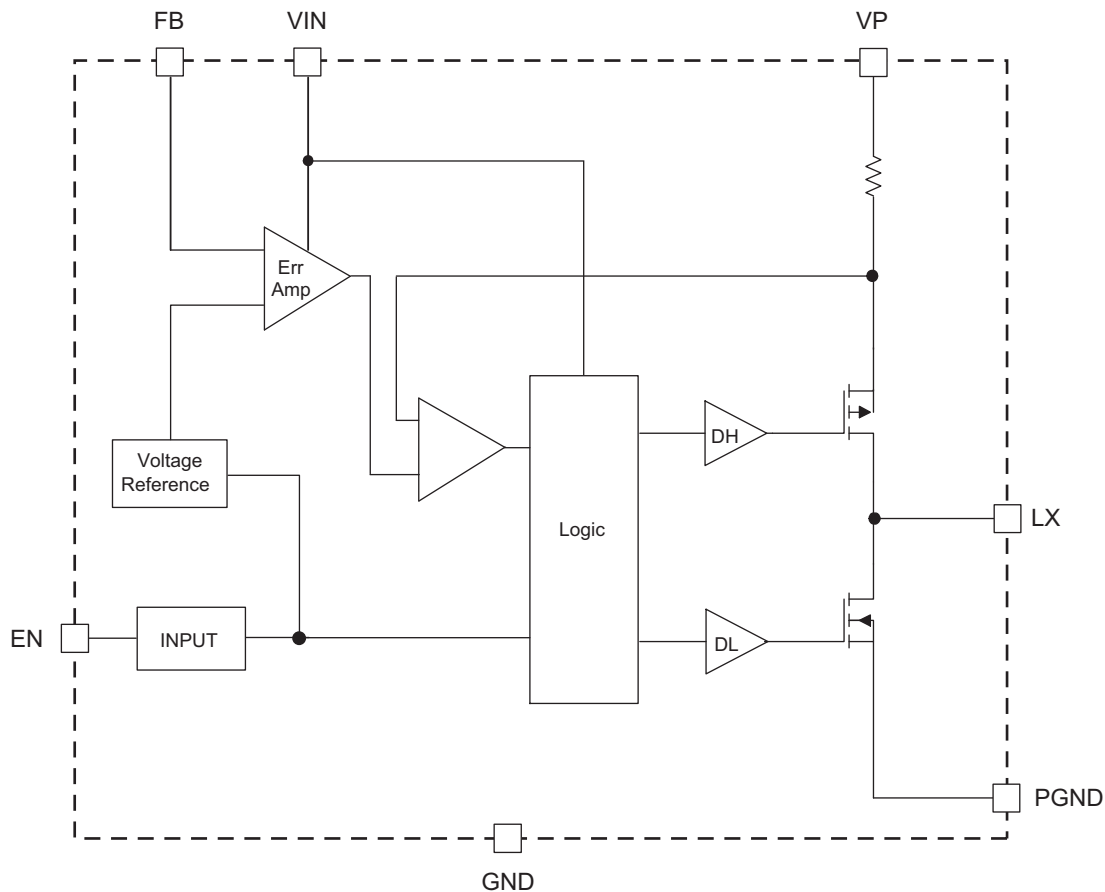 FB
VIN
VP
Err
Amp
DH
Voltage
Reference
Logic
LX
EN
INPUT
DL
PGND
GND